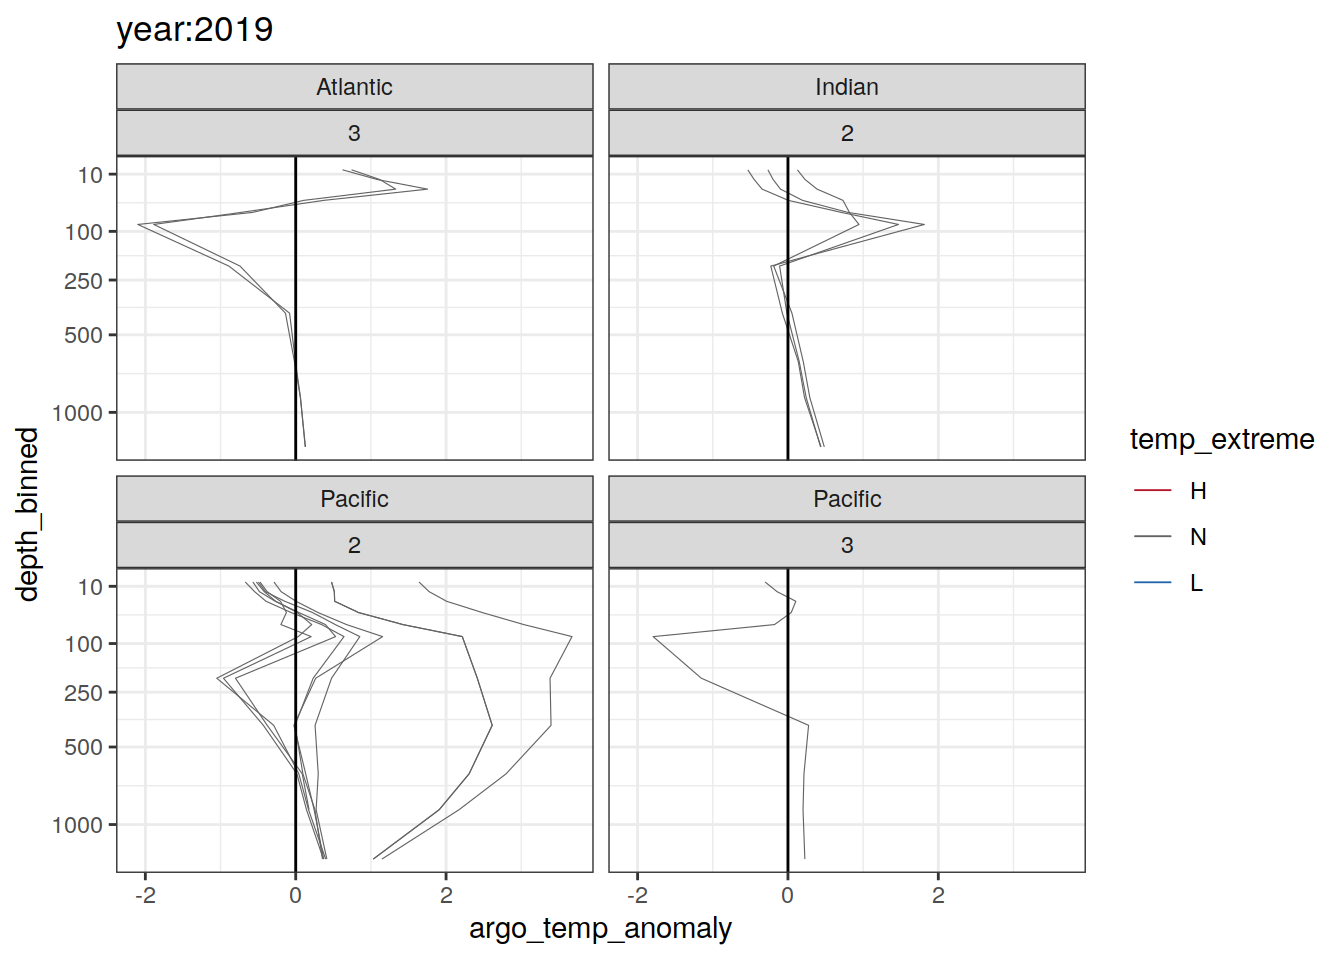 year:2019
Atlantic
3
Indian
2
10
100
250
500
1000
Pacific
2
Pacific
3
10
100
250
500
1000
-2
0
2
-2
0
2
argo_temp_anomaly
depth_binned
temp_extreme
H
N
L